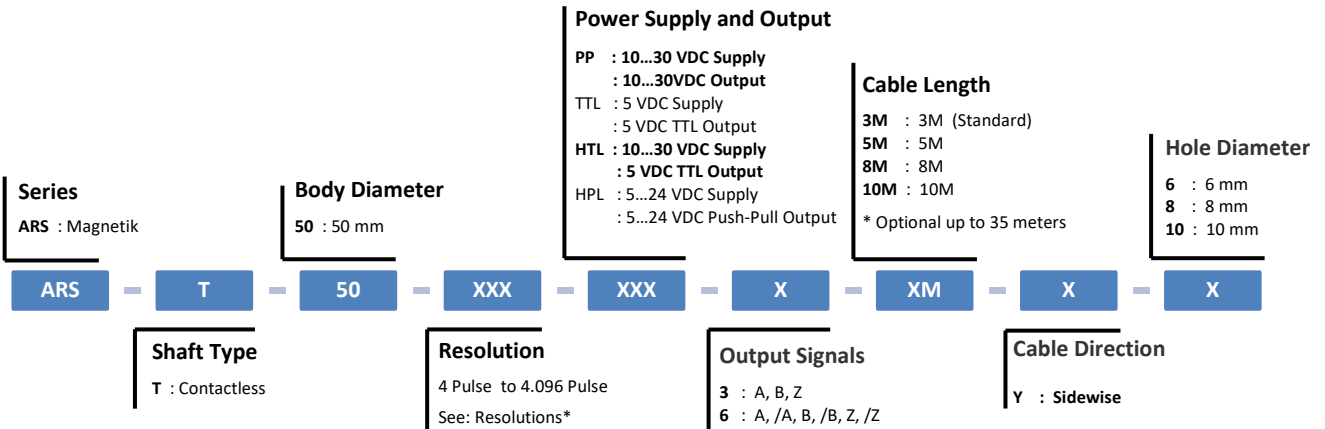 Power Supply and Output
PP : 10...30 VDC Supply
: 10...30VDC Output
TTL : 5 VDC Supply
: 5 VDC TTL Output
HTL : 10...30 VDC Supply
: 5 VDC TTL Output
HPL : 5...24 VDC Supply
: 5...24 VDC Push-Pull Output
Cable Length
3M : 3M (Standard)
5M : 5M
8M : 8M
10M : 10M
* Optional up to 35 meters
Hole Diameter
6 : 6 mm
8 : 8 mm
10 : 10 mm
Series
ARS : Magnetik
Body Diameter
50 : 50 mm
ARS - T - 50 - XXX - XXX - X - XM - X - X
Shaft Type
T : Contactless
Resolution
4 Pulse to 4.096 Pulse
See: Resolutions*
Output Signals
3 : A, B, Z
6 : A, /A, B, /B, Z, /Z
Cable Direction
Y : Sidewise